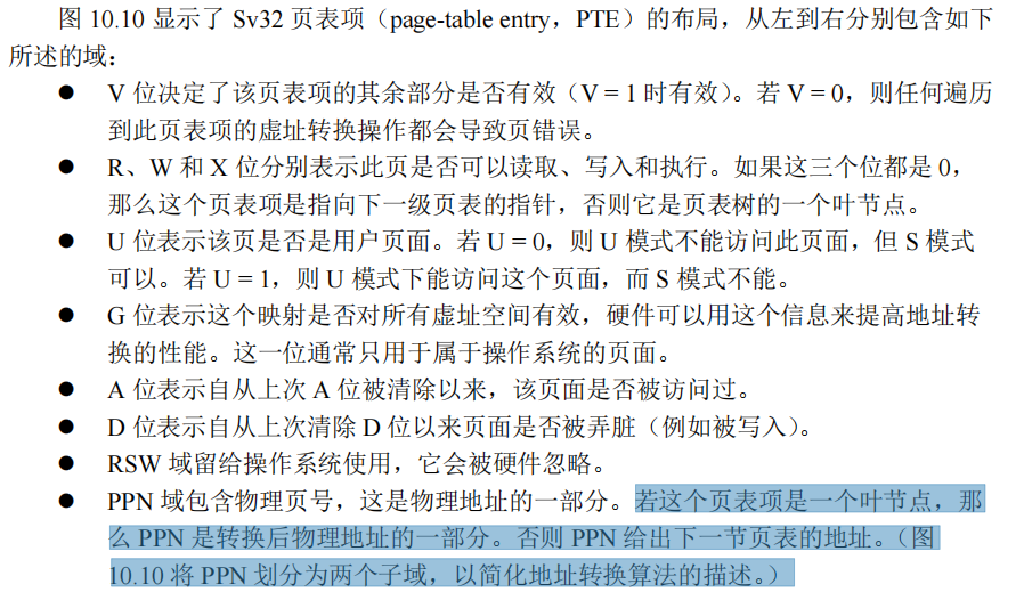 图 10.10 显示了 Sv32 页表项（page-table entry，PTE）的布局，从左到右分别包含如下
所述的域：
● V 位决定了该页表项的其余部分是否有效（V = 1 时有效）。若 V = 0，则任何遍历
到此页表项的虚址转换操作都会导致页错误。
● R、W 和 X 位分别表示此页是否可以读取、写入和执行。如果这三个位都是 0，
那么这个页表项是指向下一级页表的指针，否则它是页表树的一个叶节点。
● U 位表示该页是否是用户页面。若 U = 0，则 U 模式不能访问此页面，但 S 模式
可以。若 U = 1，则 U 模式下能访问这个页面，而 S 模式不能。
● G 位表示这个映射是否对所有虚址空间有效，硬件可以用这个信息来提高地址转
换的性能。这一位通常只用于属于操作系统的页面。
● A 位表示自从上次 A 位被清除以来，该页面是否被访问过。
● D 位表示自从上次清除 D 位以来页面是否被弄脏（例如被写入）。
● RSW 域留给操作系统使用，它会被硬件忽略。
● PPN 域包含物理页号，这是物理地址的一部分。若这个页表项是一个叶节点，那
么 PPN 是转换后物理地址的一部分。否则 PPN 给出下一节页表的地址。（图
10.10 将 PPN 划分为两个子域，以简化地址转换算法的描述。）